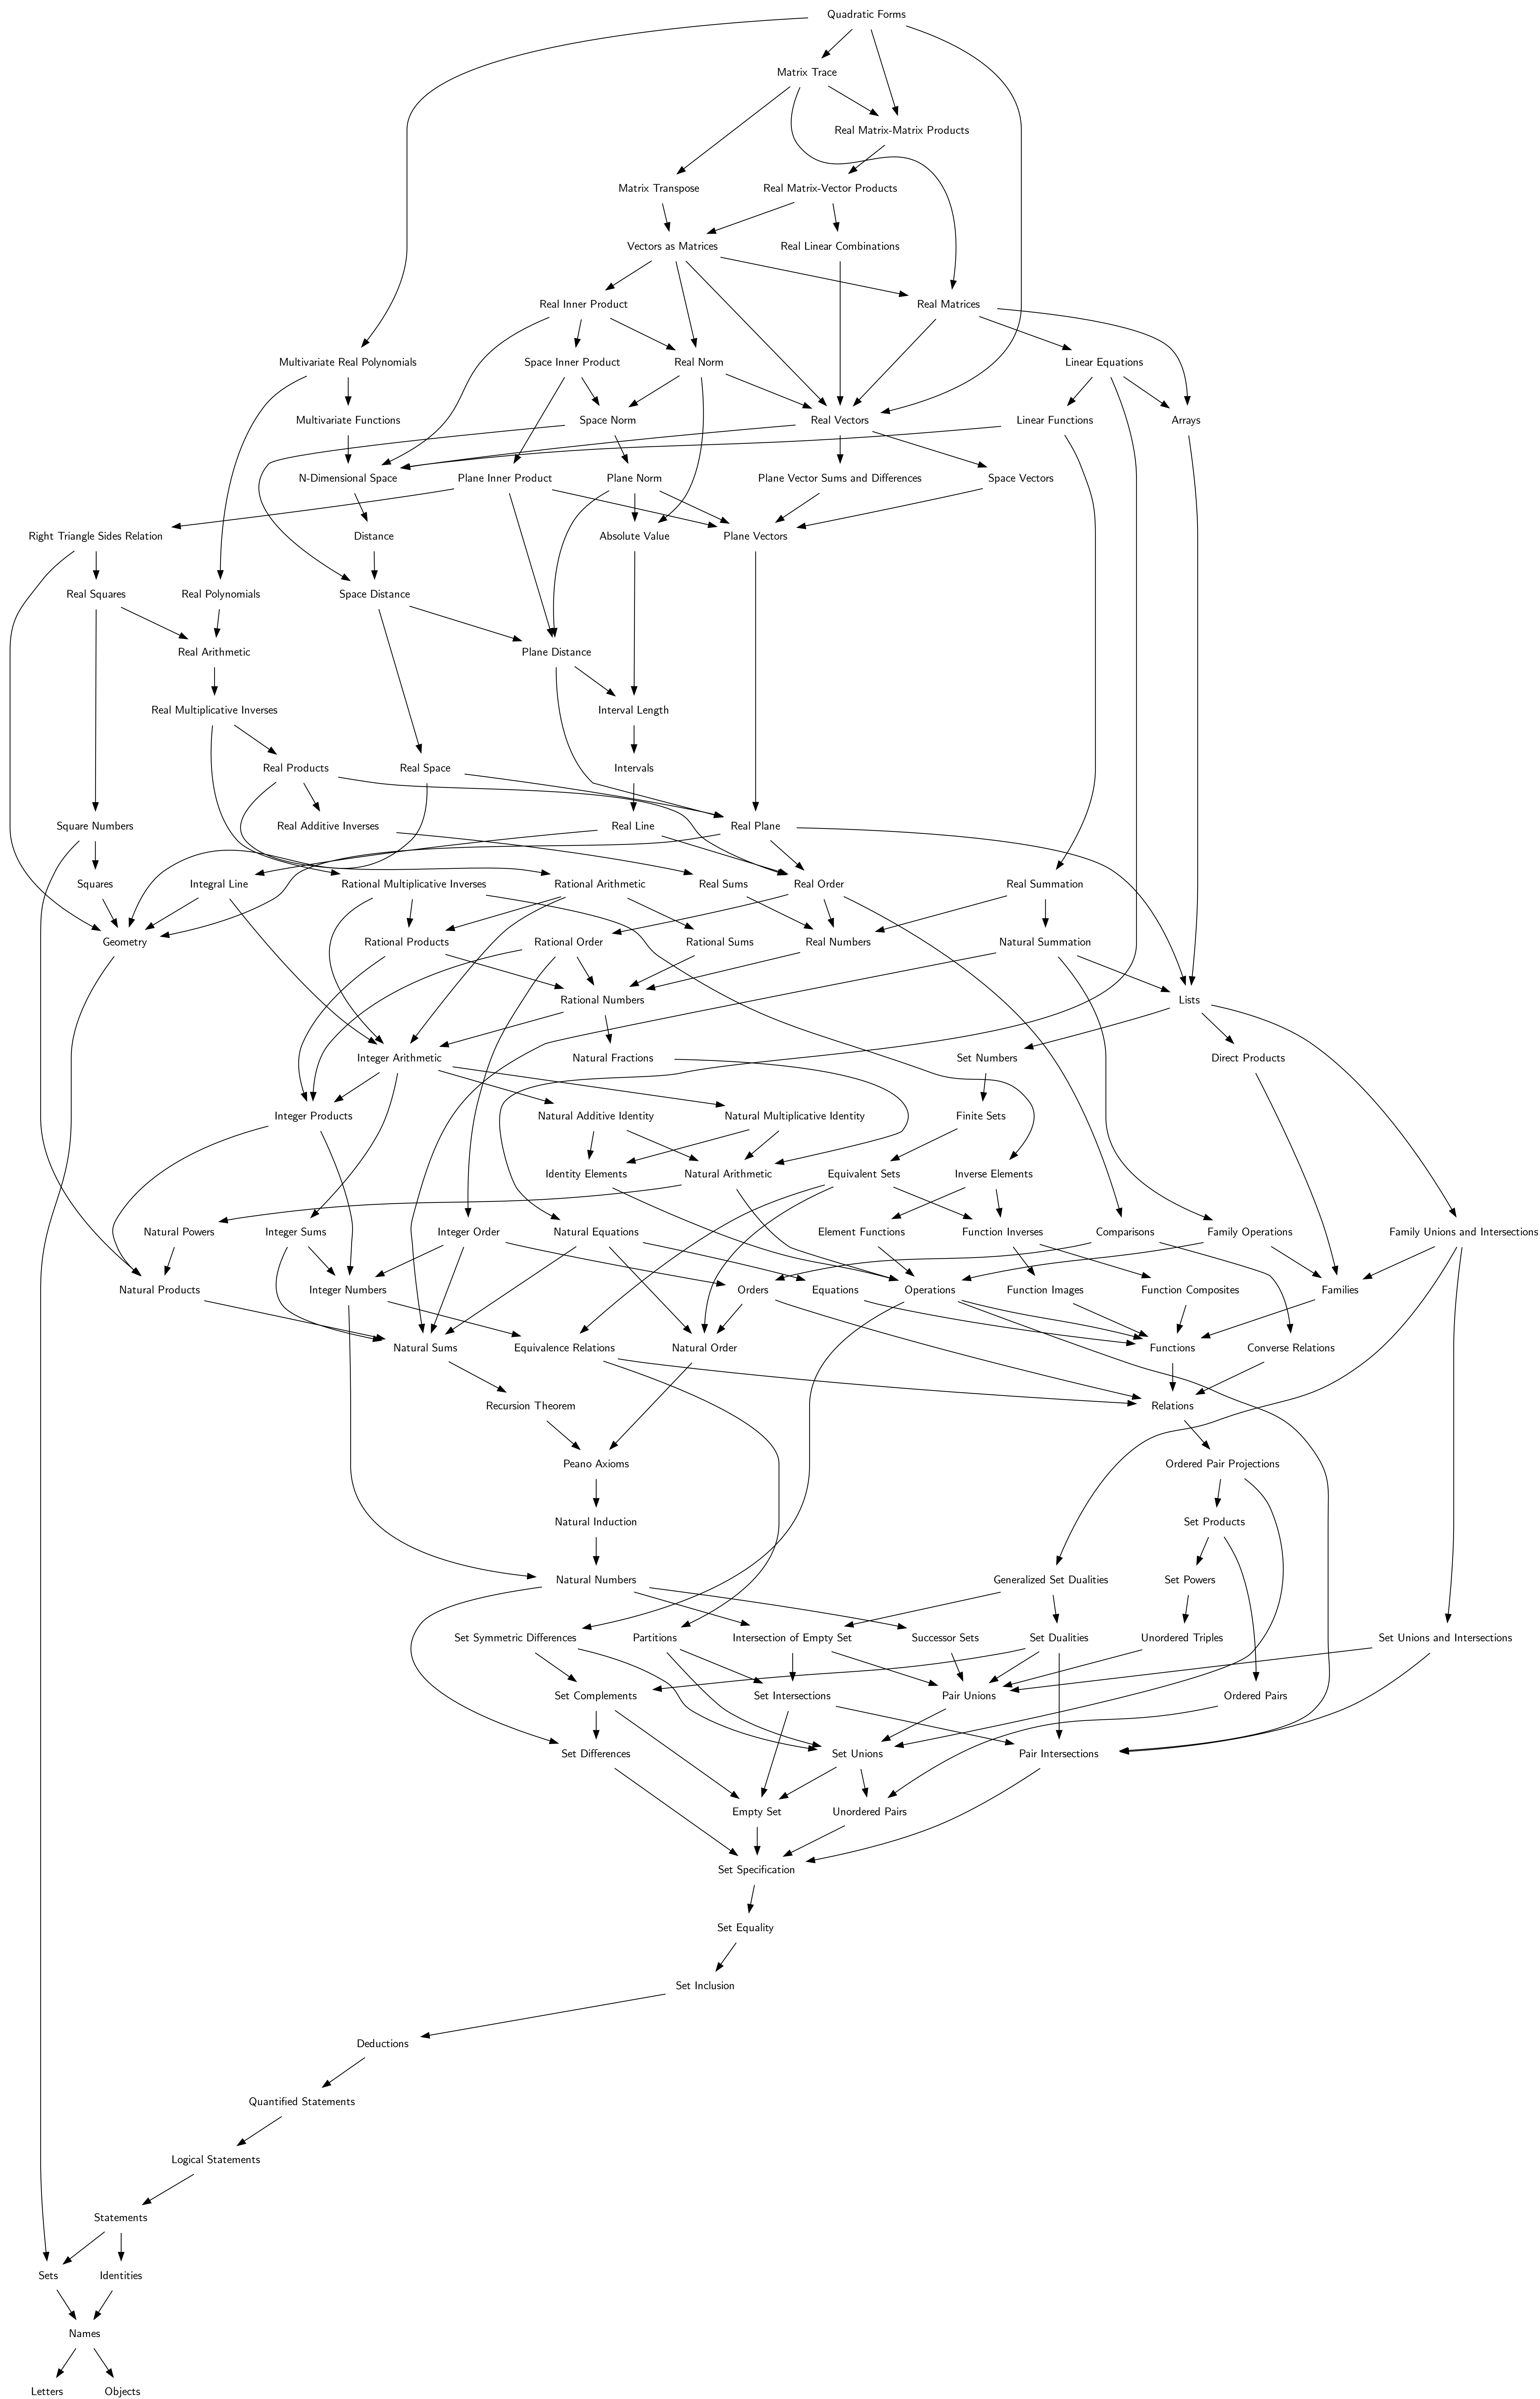 Quadratic Forms
Matrix Trace
Real Matrix-Matrix Products
Matrix Transpose
Real Matrix-Vector Products
Vectors as Matrices
Real Linear Combinations
Real Inner Product
Real Matrices
Multivariate Real Polynomials
Space Inner Product
Real Norm
Linear Equations
Multivariate Functions
Space Norm
Real Vectors
Linear Functions
Arrays
N-Dimensional Space
Plane Inner Product
Plane Norm
Plane Vector Sums and Differences
Space Vectors
Right Triangle Sides Relation
Distance
Absolute Value
Plane Vectors
Real Squares
Real Polynomials
Space Distance
Real Arithmetic
Plane Distance
Real Multiplicative Inverses
Interval Length
Real Products
Real Space
Intervals
Square Numbers
Real Additive Inverses
Real Line
Real Plane
Squares
Integral Line
Rational Multiplicative Inverses
Rational Arithmetic
Real Sums
Real Order
Real Summation
Geometry
Rational Products
Rational Order
Rational Sums
Real Numbers
Natural Summation
Rational Numbers
Lists
Integer Arithmetic
Natural Fractions
Set Numbers
Direct Products
Integer Products
Natural Additive Identity
Natural Multiplicative Identity
Finite Sets
Identity Elements
Natural Arithmetic
Equivalent Sets
Inverse Elements
Natural Powers
Integer Sums
Integer Order
Natural Equations
Element Functions
Function Inverses
Comparisons
Family Operations
Family Unions and Intersections
Natural Products
Integer Numbers
Orders
Equations
Operations
Function Images
Function Composites
Families
Natural Sums
Equivalence Relations
Natural Order
Functions
Converse Relations
Recursion Theorem
Relations
Peano Axioms
Ordered Pair Projections
Natural Induction
Set Products
Natural Numbers
Generalized Set Dualities
Set Powers
Set Symmetric Differences
Partitions
Intersection of Empty Set
Successor Sets
Set Dualities
Unordered Triples
Set Unions and Intersections
Set Complements
Set Intersections
Pair Unions
Ordered Pairs
Set Differences
Set Unions
Pair Intersections
Empty Set
Unordered Pairs
Set Specification
Set Equality
Set Inclusion
Deductions
Quantified Statements
Logical Statements
Statements
Sets
Identities
Names
Letters
Objects